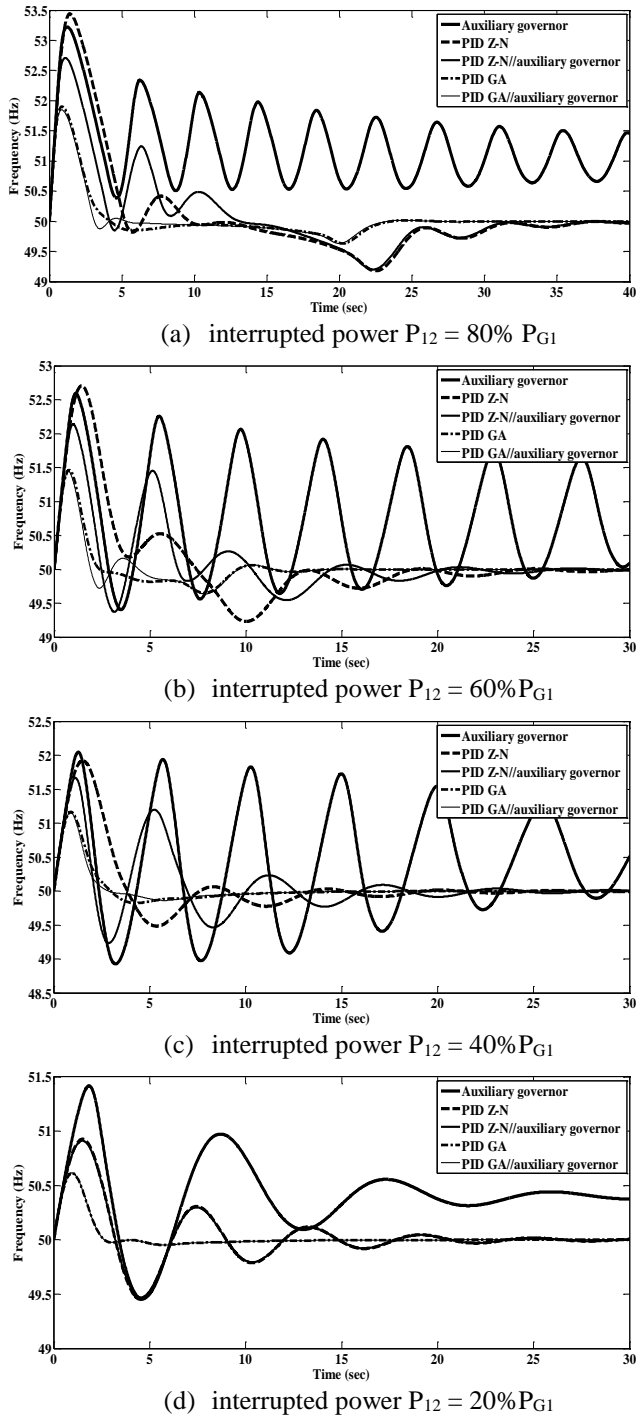 53.5
53
52.5
52
51.5
51
50.5
50
49.5
49
Frequency (Hz)
Auxiliary governor
PID Z-N
PID Z-N//auxiliary governor
PID GA
PID GA//auxiliary governor
0 5 10 15 20 25 30 35 40
Time (sec)
(a) interrupted power P12 = 80% PG1
53.5
53
52.5
52
51.5
51
50.5
50
49.5
49
Frequency (Hz)
Auxiliary governor
PID Z-N
PID Z-N//auxiliary governor
PID GA
PID GA//auxiliary governor
0 5 10 15 20 25 30
Time (sec)
(b) interrupted power P12 = 60%PG1
52.5
52
51.5
51
50.5
50
49.5
49
48.5
Frequency (Hz)
Auxiliary governor
PID Z-N
PID Z-N//auxiliary governor
PID GA
PID GA//auxiliary governor
0 5 10 15 20 25 30
Time (sec)
(c) interrupted power P12 = 40%PG1
51.5
51
50.5
50
49.5
49
Frequency (Hz)
Auxiliary governor
PID Z-N
PID Z-N//auxiliary governor
PID GA
PID GA//auxiliary governor
0 5 10 15 20 25 30
Time (sec)
(d) interrupted power P12 = 20%PG1